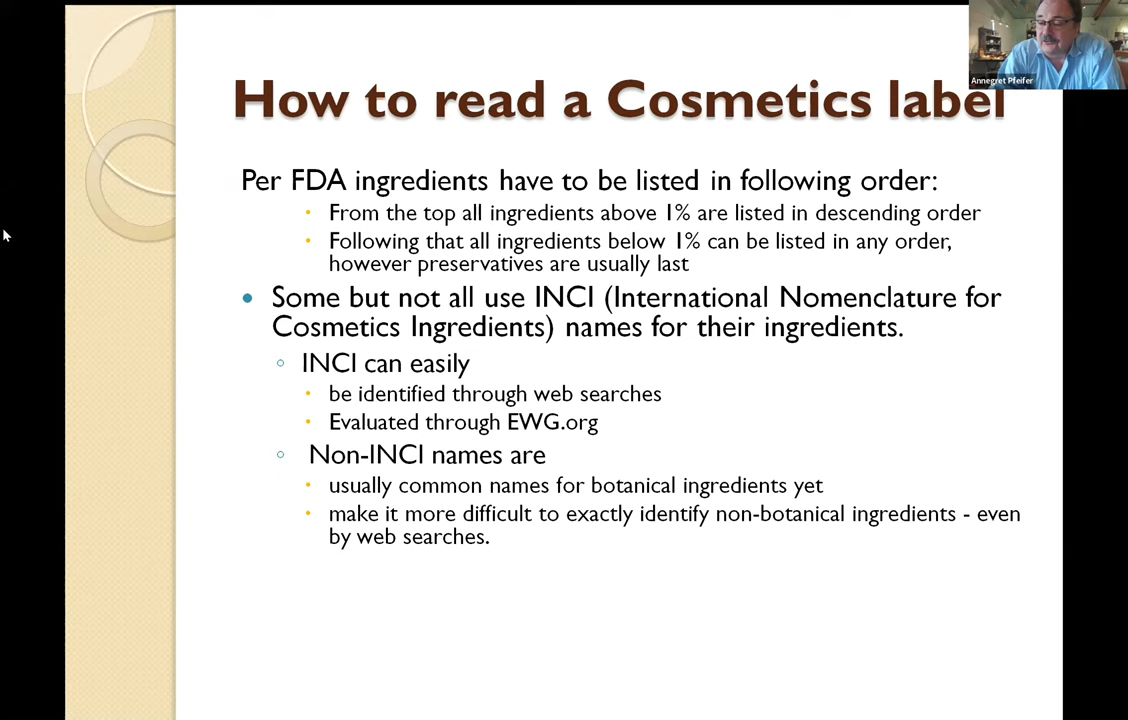 Annegret Pfeifer
How to read a Cosmetics label
Per FDA ingredients have to be listed in following order:
From the top all ingredients above 1% are listed in descending order
Following that all ingredients below 1% can be listed in any order,
however preservatives are usually last
Some but not all use INCI (International Nomenclature for
Cosmetics Ingredients) names for their ingredients.
INCI can easily
be identified through web searches
Evaluated through EWG.org
Non-INCI names are
usually common names for botanical ingredients yet
make it more difficult to exactly identify non-botanical ingredients - even
by web searches.